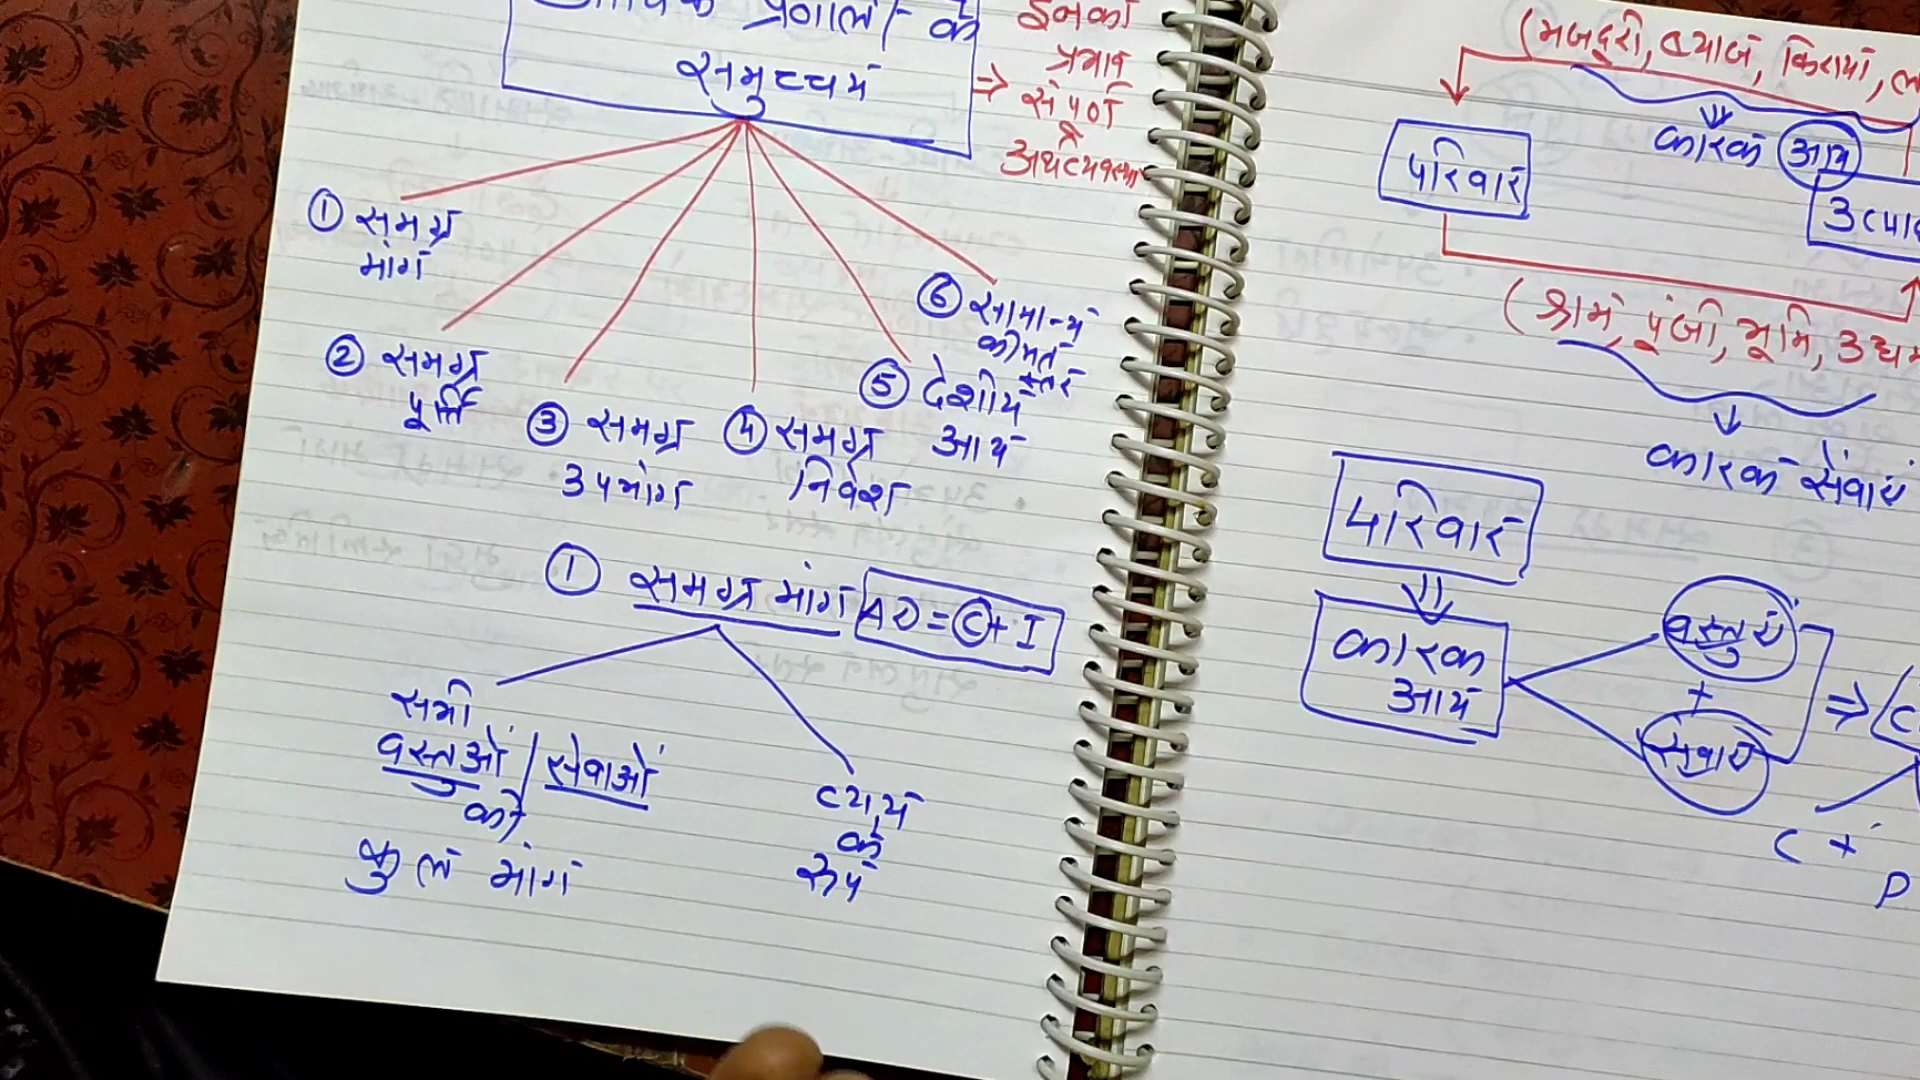 आर्थिक प्रणाली के
समुच्चय
⇒ इनका
प्रभाव
संपूर्ण
अर्थव्यवस्था
① समग्र
मांग
② समग्र
पूर्ति
③ समग्र
उपभोग
④ समग्र
निवेश
⑤ देशीय
आय
⑥ सामान्य
कीमत
स्तर
① समग्र मांग AD = C + I
सभी
वस्तुओं / सेवाओं
की
कुल मांग
व्यय
के
रूप
(मजदूरी, ब्याज, किराया,
कारक आय
परिवार
(श्रम, पूंजी, भूमि, उद्यम
कारक सेवायें
परिवार
कारक
आय
वस्तुयें
+
सेवायें
⇒ C
C +
P